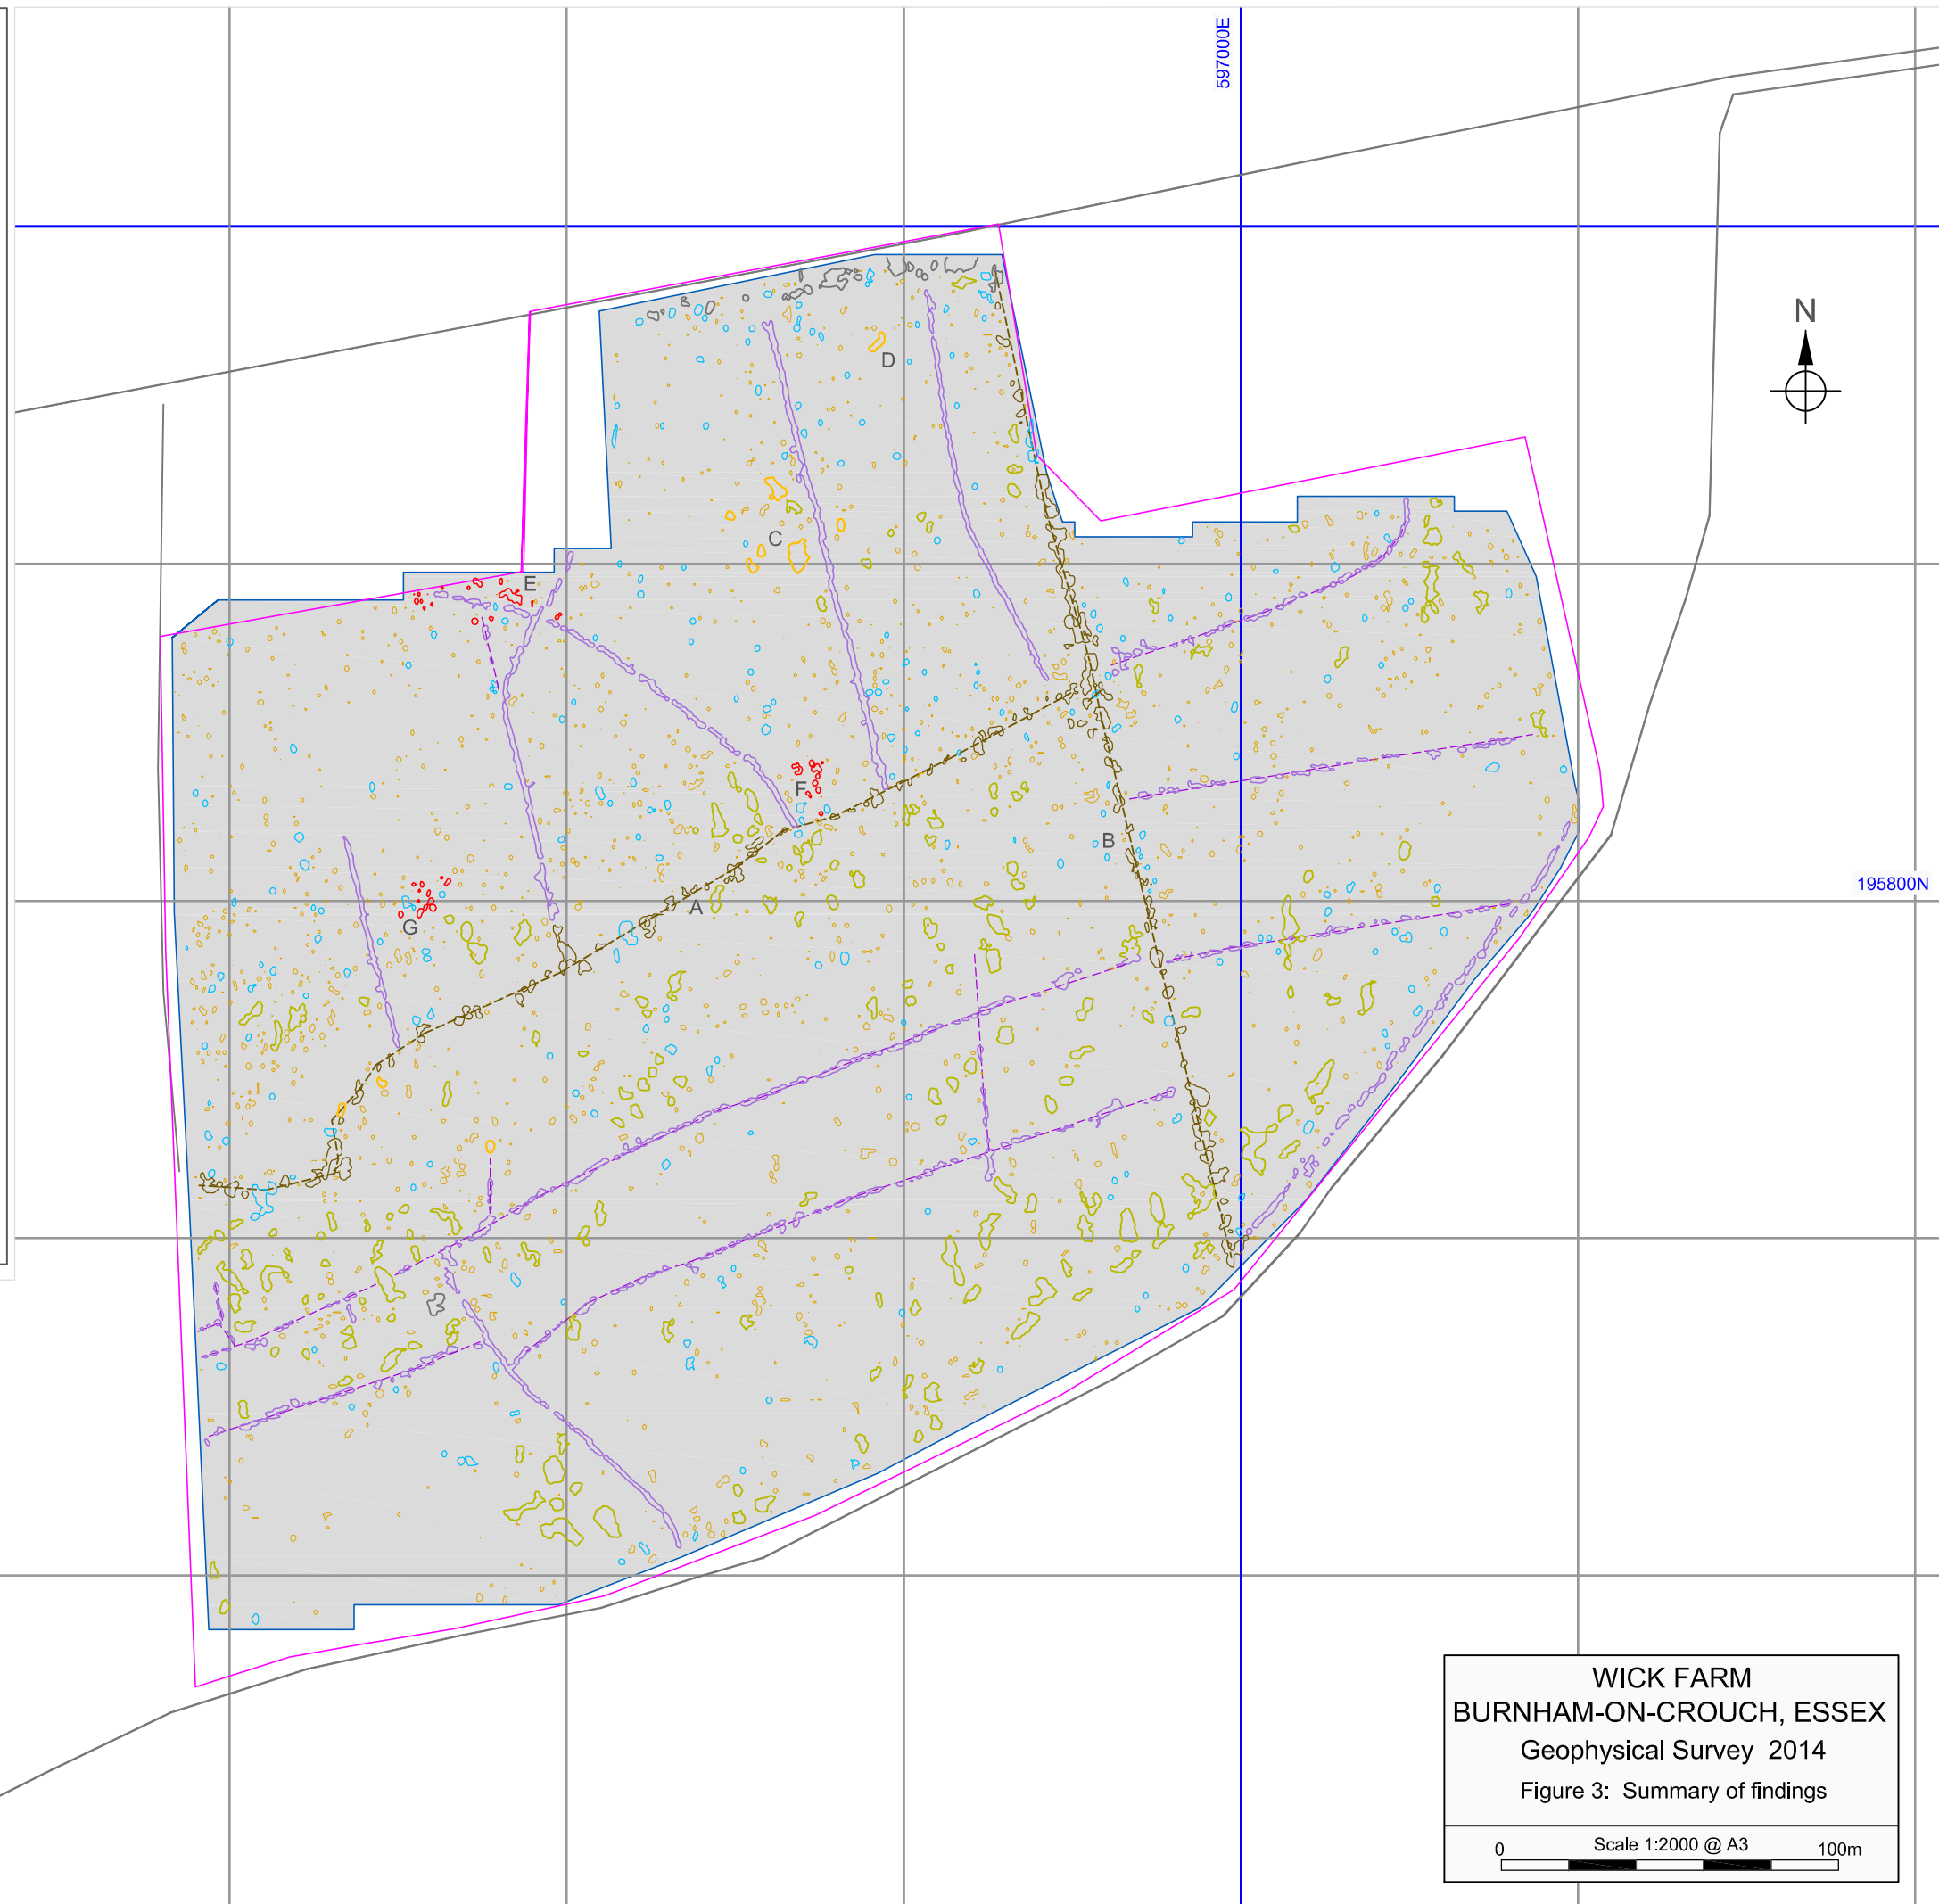 597000E
N
D
C
E
F
B
195800N
A
G
WICK FARM
BURNHAM-ON-CROUCH, ESSEX
Geophysical Survey 2014
Figure 3: Summary of findings
0 Scale 1:2000 @ A3 100m